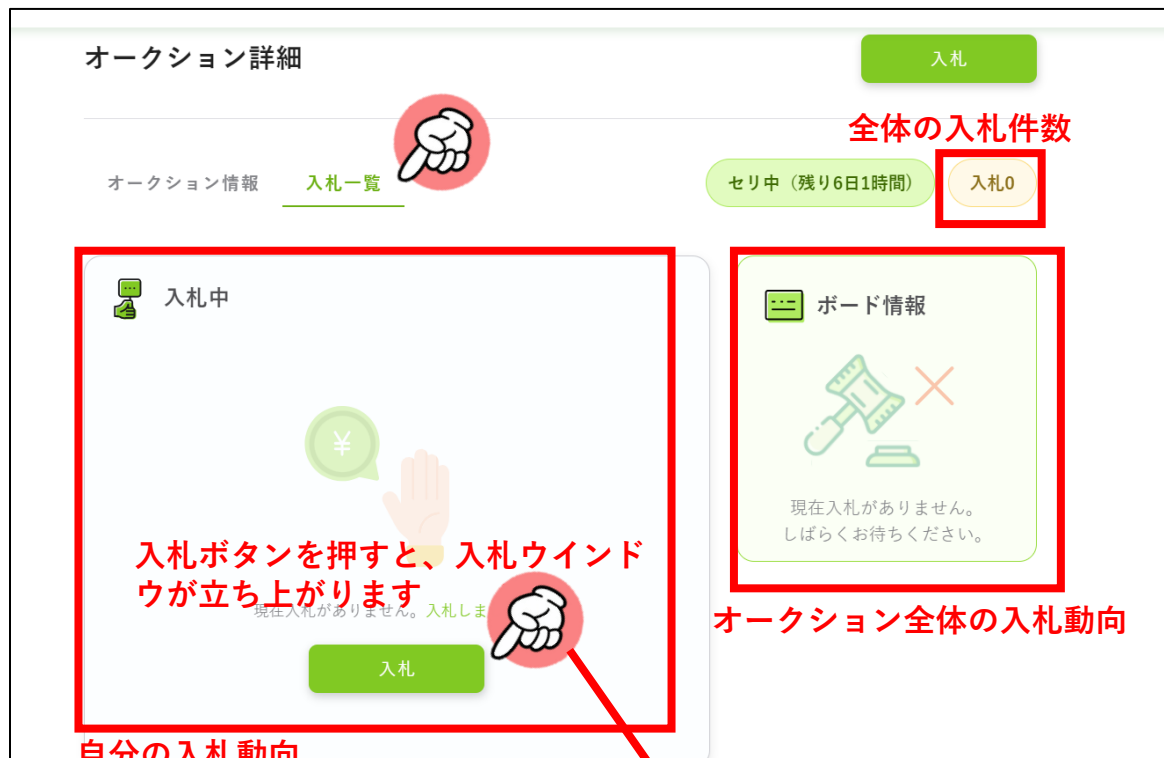 オークション詳細
入札
全体の入札件数
オークション情報
入札一覧
セリ中（残り6日1時間）
入札0
入札中
ボード情報
¥
現在入札がありません。
しばらくお待ちください。
入札ボタンを押すと、入札ウインド
ウが立ち上がります
現在入札がありません。入札しま
オークション全体の入札動向
入札
自分の入札動向